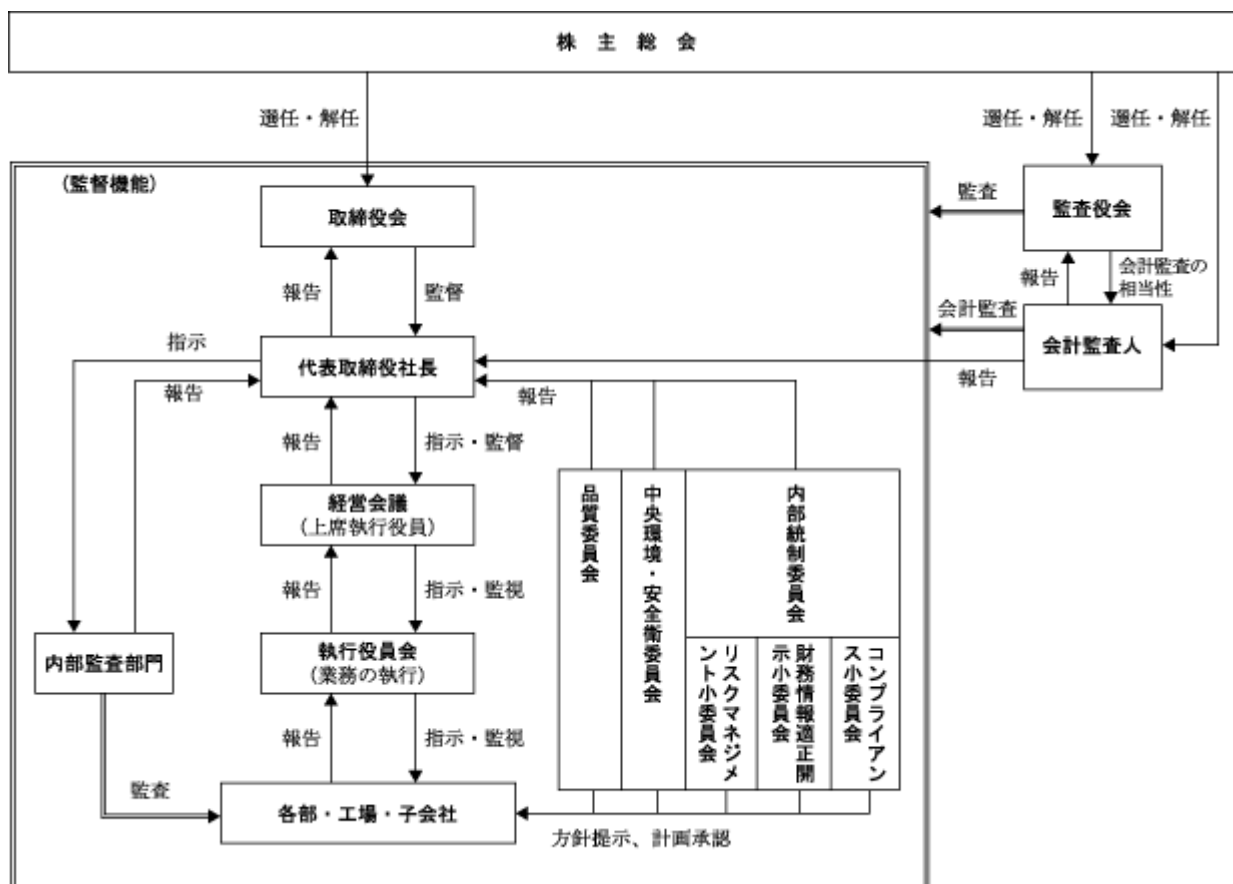 株主総会
選任・解任
選任・解任
選任・解任
(監督機能)
取締役会
監査
監査役会
報告
監督
報告
会計監査の
相当性
会計監査
会計監査人
指示
代表取締役社長
報告
報告
報告
報告
指示・監督
経営会議
(上席執行役員)
品質委員会
中央環境・安全衛委員会
内部統制委員会
報告
指示・監視
内部監査部門
執行役員会
(業務の執行)
リスクマネジメ
ント小委員会
財務情報適正開
示小委員会
コンプライアン
ス小委員会
報告
指示・監視
監査
各部・工場・子会社
方針提示、計画承認